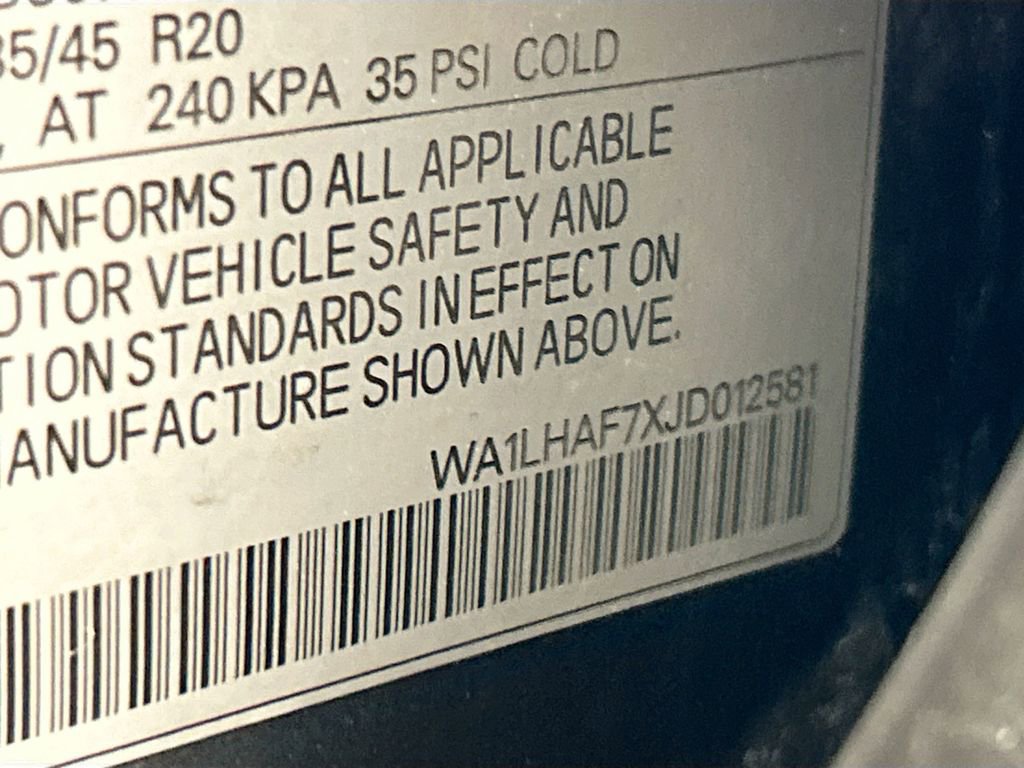 35/45 R20
, AT 240 KPA 35 PSI COLD
ONFORMS TO ALL APPLICABLE
OTOR VEHICLE SAFETY AND
TION STANDARDS IN EFFECT ON
MANUFACTURE SHOWN ABOVE.
WA1LHAF7XJD012581